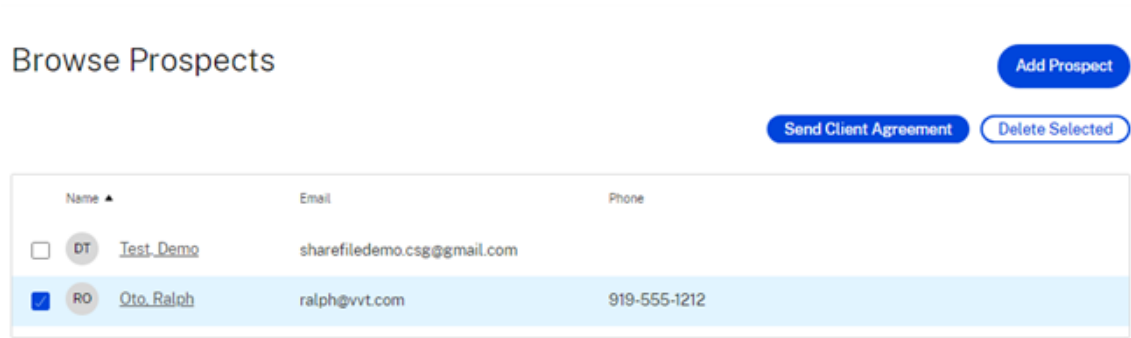 Browse Prospects
Add Prospect
Send Client Agreement Delete Selected
Name ▲ Email Phone
DT Test, Demo sharefiledemo.csg@gmail.com
RO Oto, Ralph ralph@vvt.com 919-555-1212